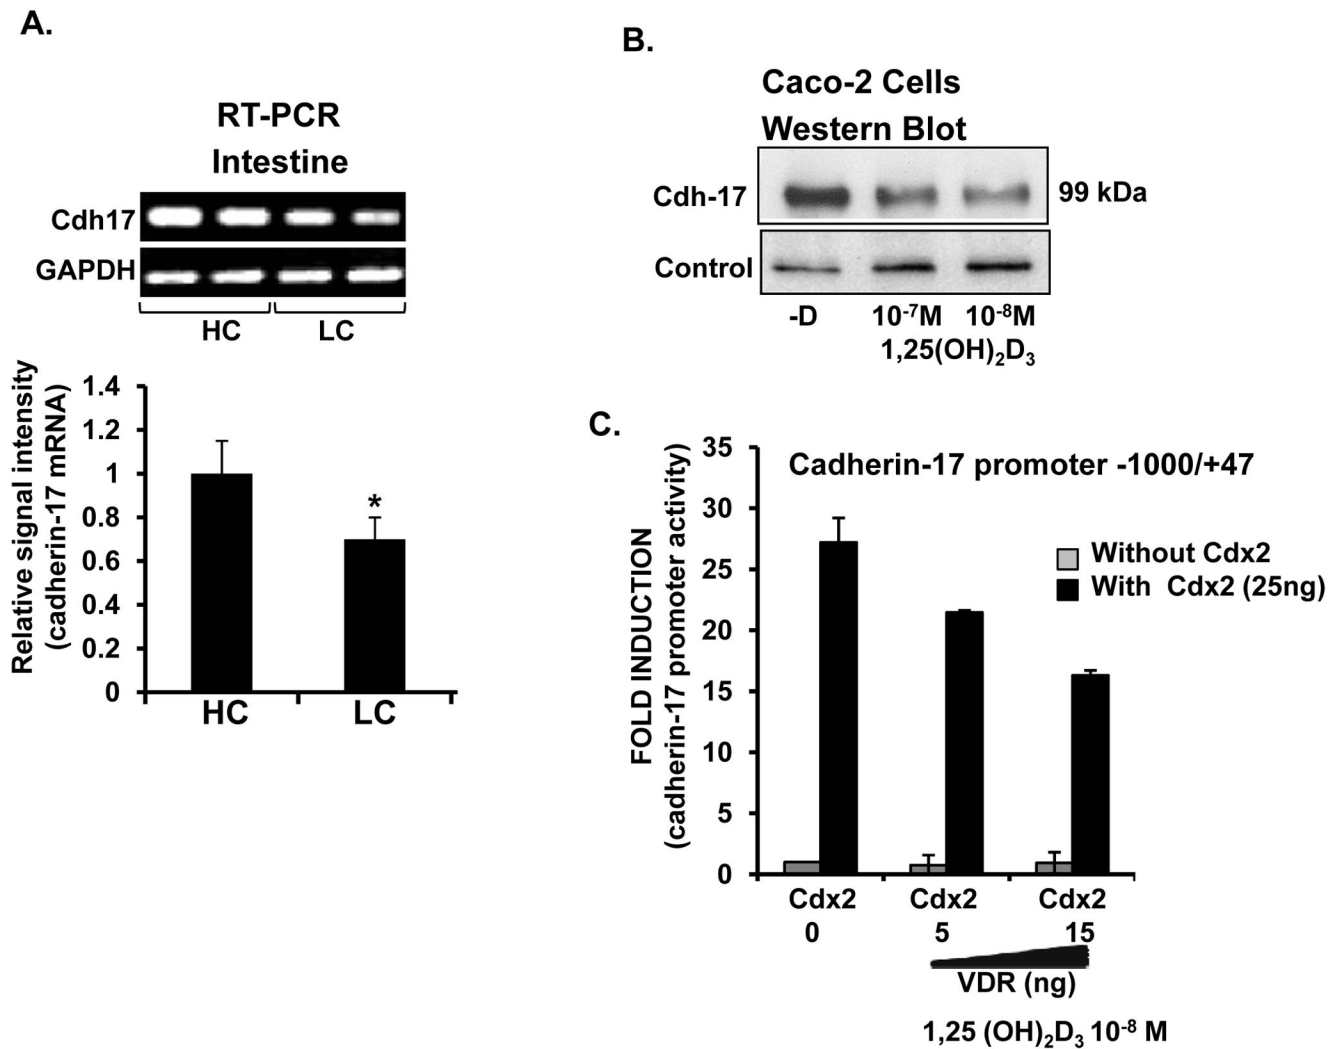 A.
RT-PCR
Intestine
Cdh17
GAPDH
HC LC
Relative signal intensity
(cadherin-17 mRNA)
1.4
1.2
1
0.8
0.6
0.4
0.2
0
*
HC LC
B.
Caco-2 Cells
Western Blot
Cdh-17 99 kDa
Control
-D 10⁻⁷M 10⁻⁸M
1,25(OH)₂D₃
C.
FOLD INDUCTION
(cadherin-17 promoter activity)
Cadherin-17 promoter -1000/+47
Without Cdx2
With Cdx2 (25ng)
35
30
25
20
15
10
5
0
Cdx2 Cdx2 Cdx2
0 5 15
VDR (ng)
1,25 (OH)₂D₃ 10⁻⁸ M